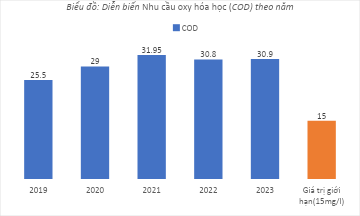 Biểu đồ: Diễn biến Nhu cầu oxy hóa học (COD) theo năm
COD
25.5
29
31.95
30.8
30.9
15
2019
2020
2021
2022
2023
Giá trị giới
hạn(15mg/l)